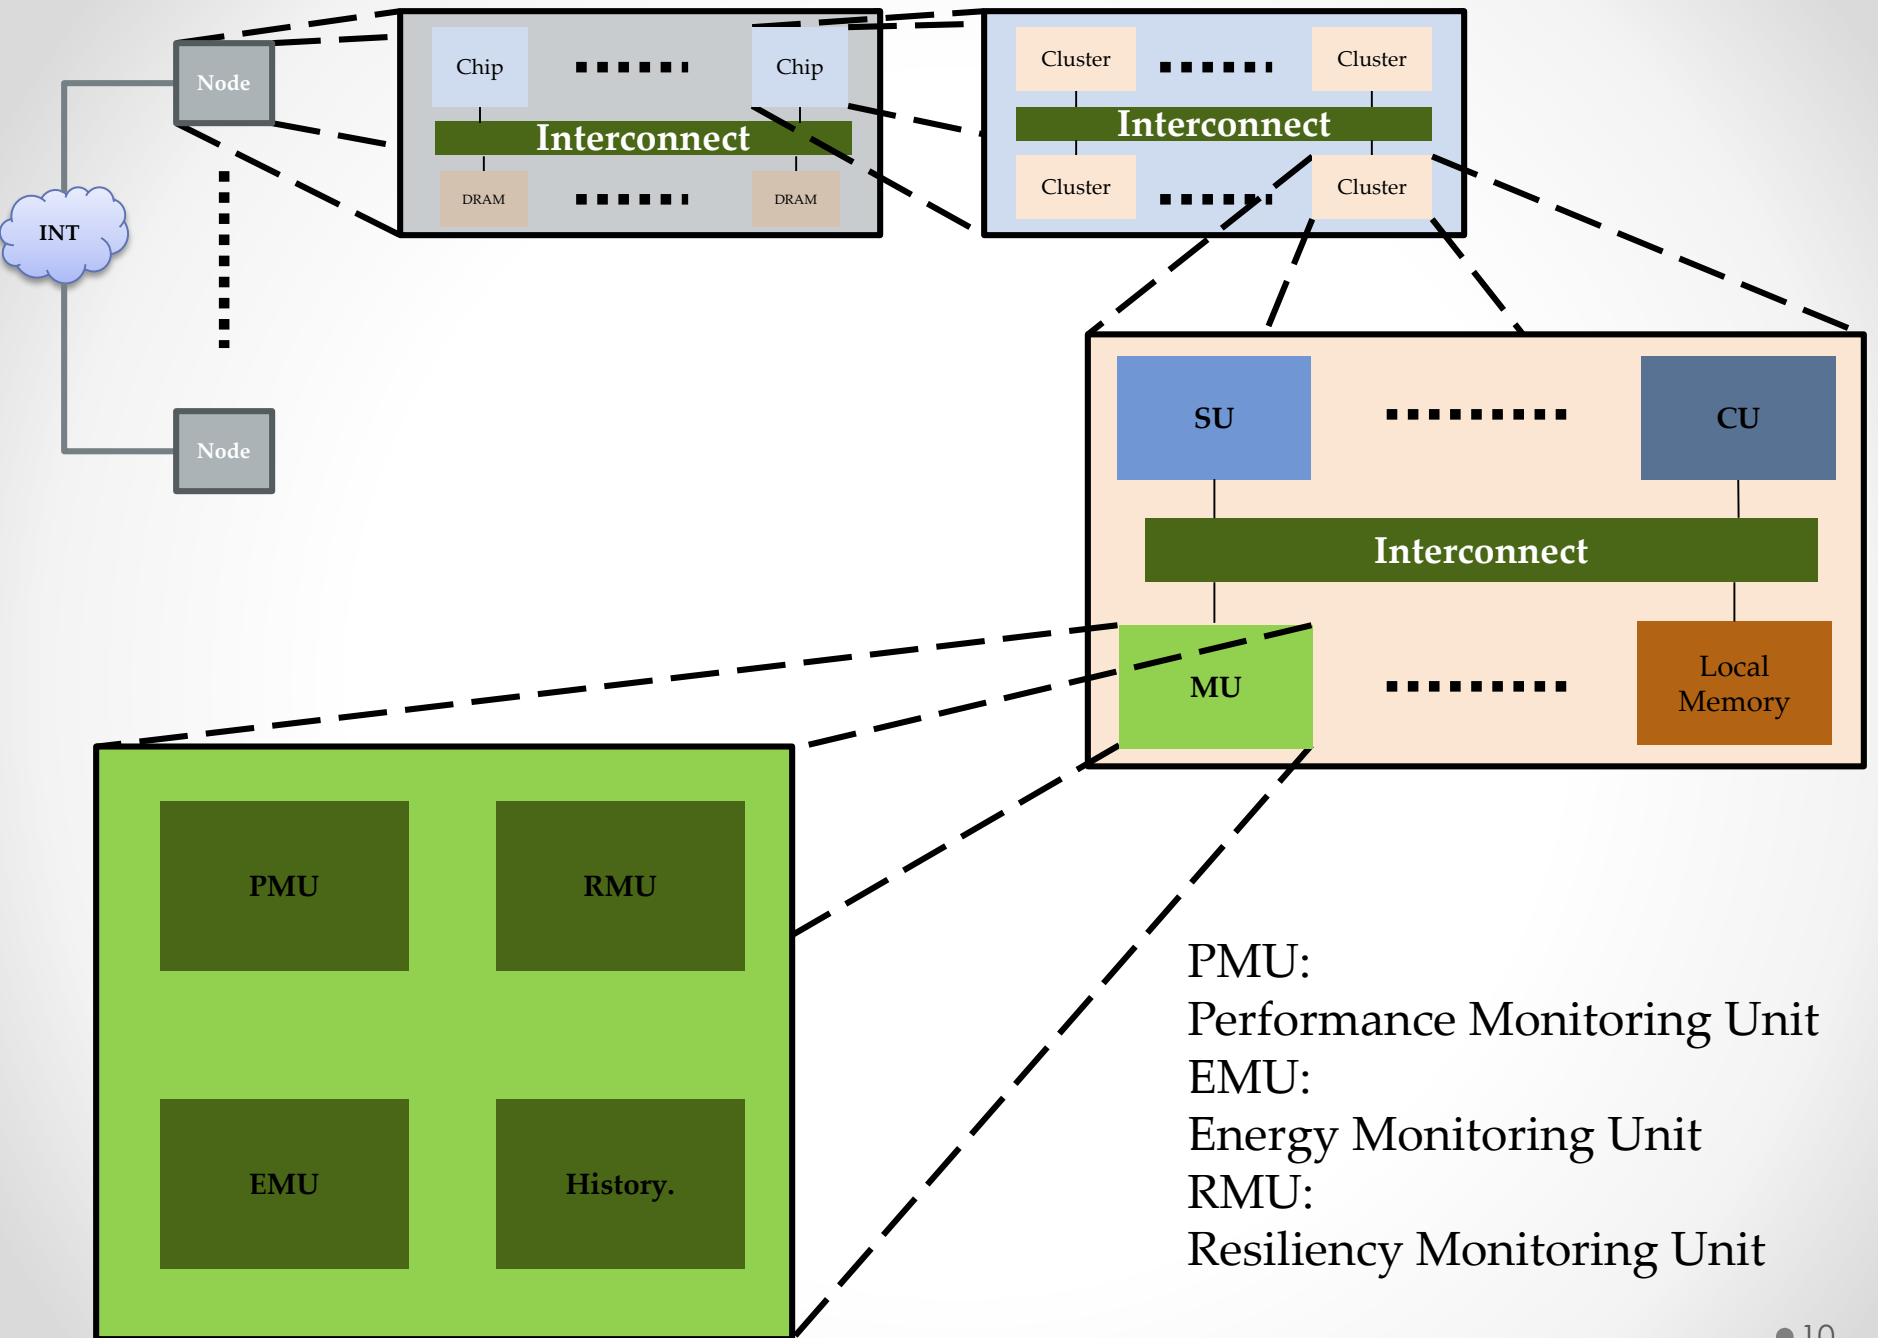 Node
INT
Node
Chip
Chip
Interconnect
DRAM
DRAM
Cluster
Cluster
Interconnect
Cluster
Cluster
SU
CU
Interconnect
MU
Local
Memory
PMU
RMU
EMU
History.
PMU:
Performance Monitoring Unit
EMU:
Energy Monitoring Unit
RMU:
Resiliency Monitoring Unit
10